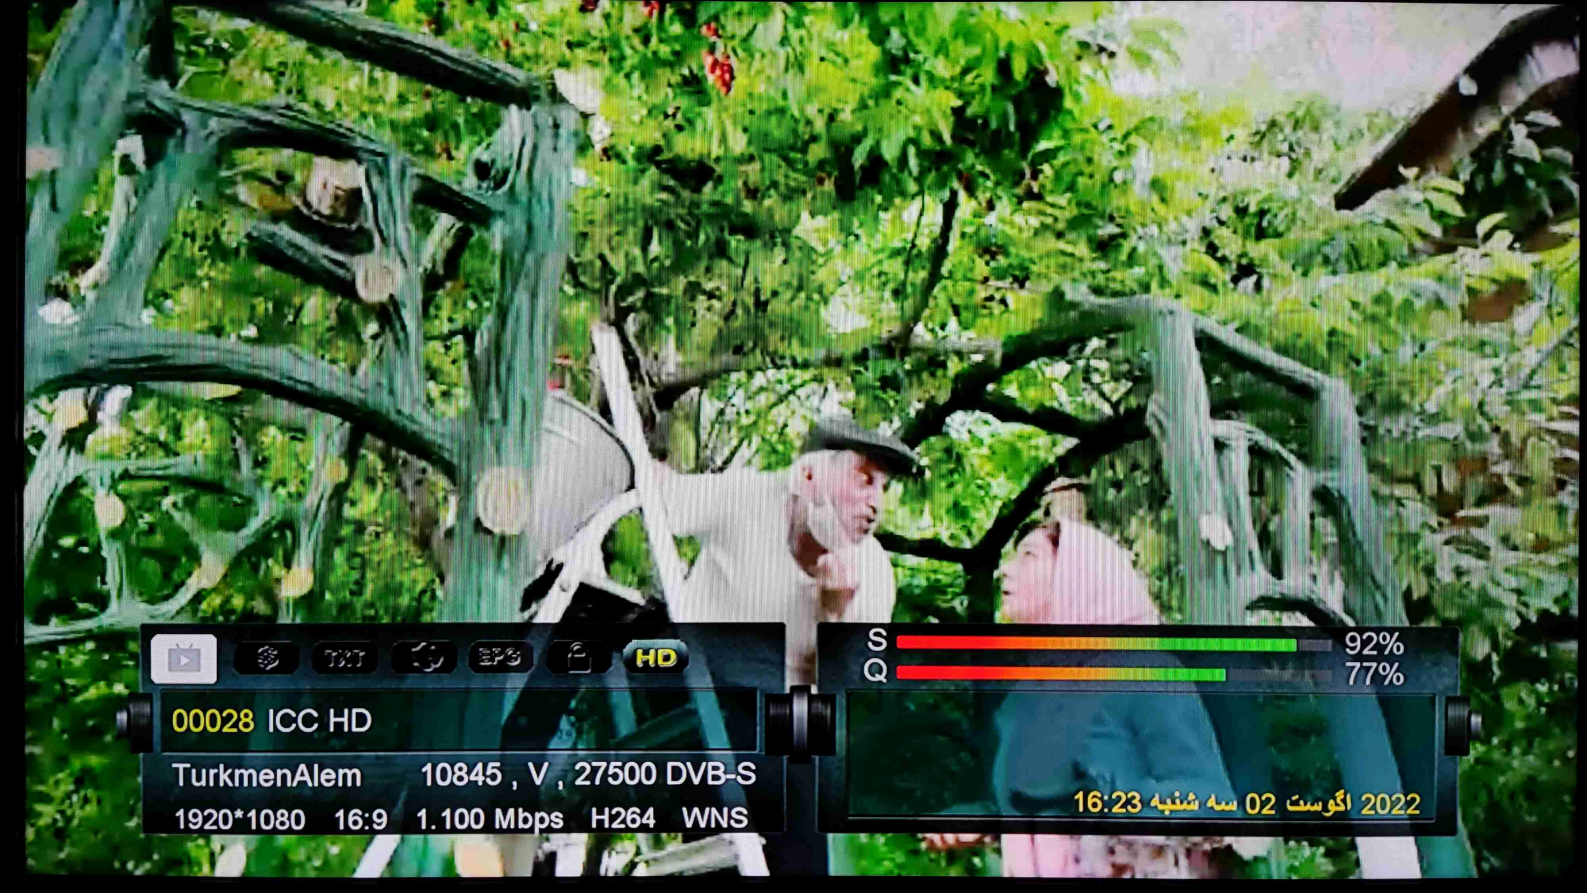 TXT EPG HD
00028 ICC HD
TurkmenAlem 10845 , V , 27500 DVB-S
1920*1080 16:9 1.100 Mbps H264 WNS
S 92%
Q 77%
16:23 سه شنبه 02 اگوست 2022